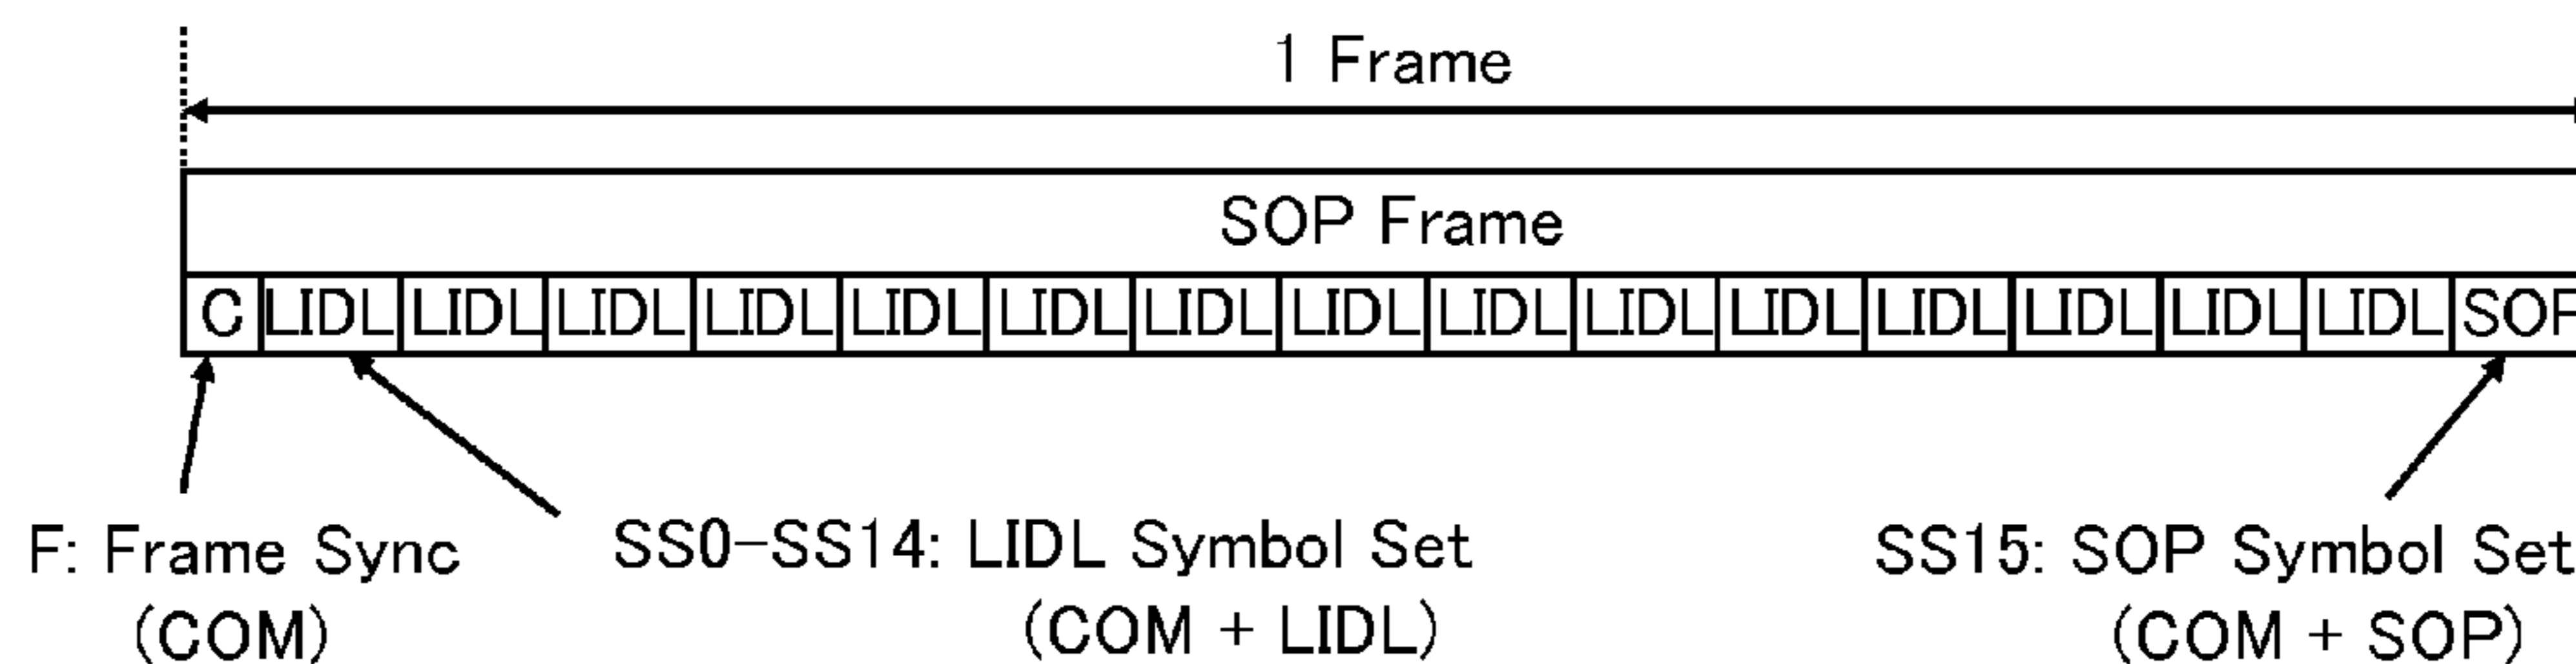 1 Frame
SOP Frame
C LIDL LIDL LIDL LIDL LIDL LIDL LIDL LIDL LIDL LIDL LIDL LIDL LIDL LIDL LIDL SOP
F: Frame Sync
(COM)
SS0-SS14: LIDL Symbol Set
(COM + LIDL)
SS15: SOP Symbol Set
(COM + SOP)